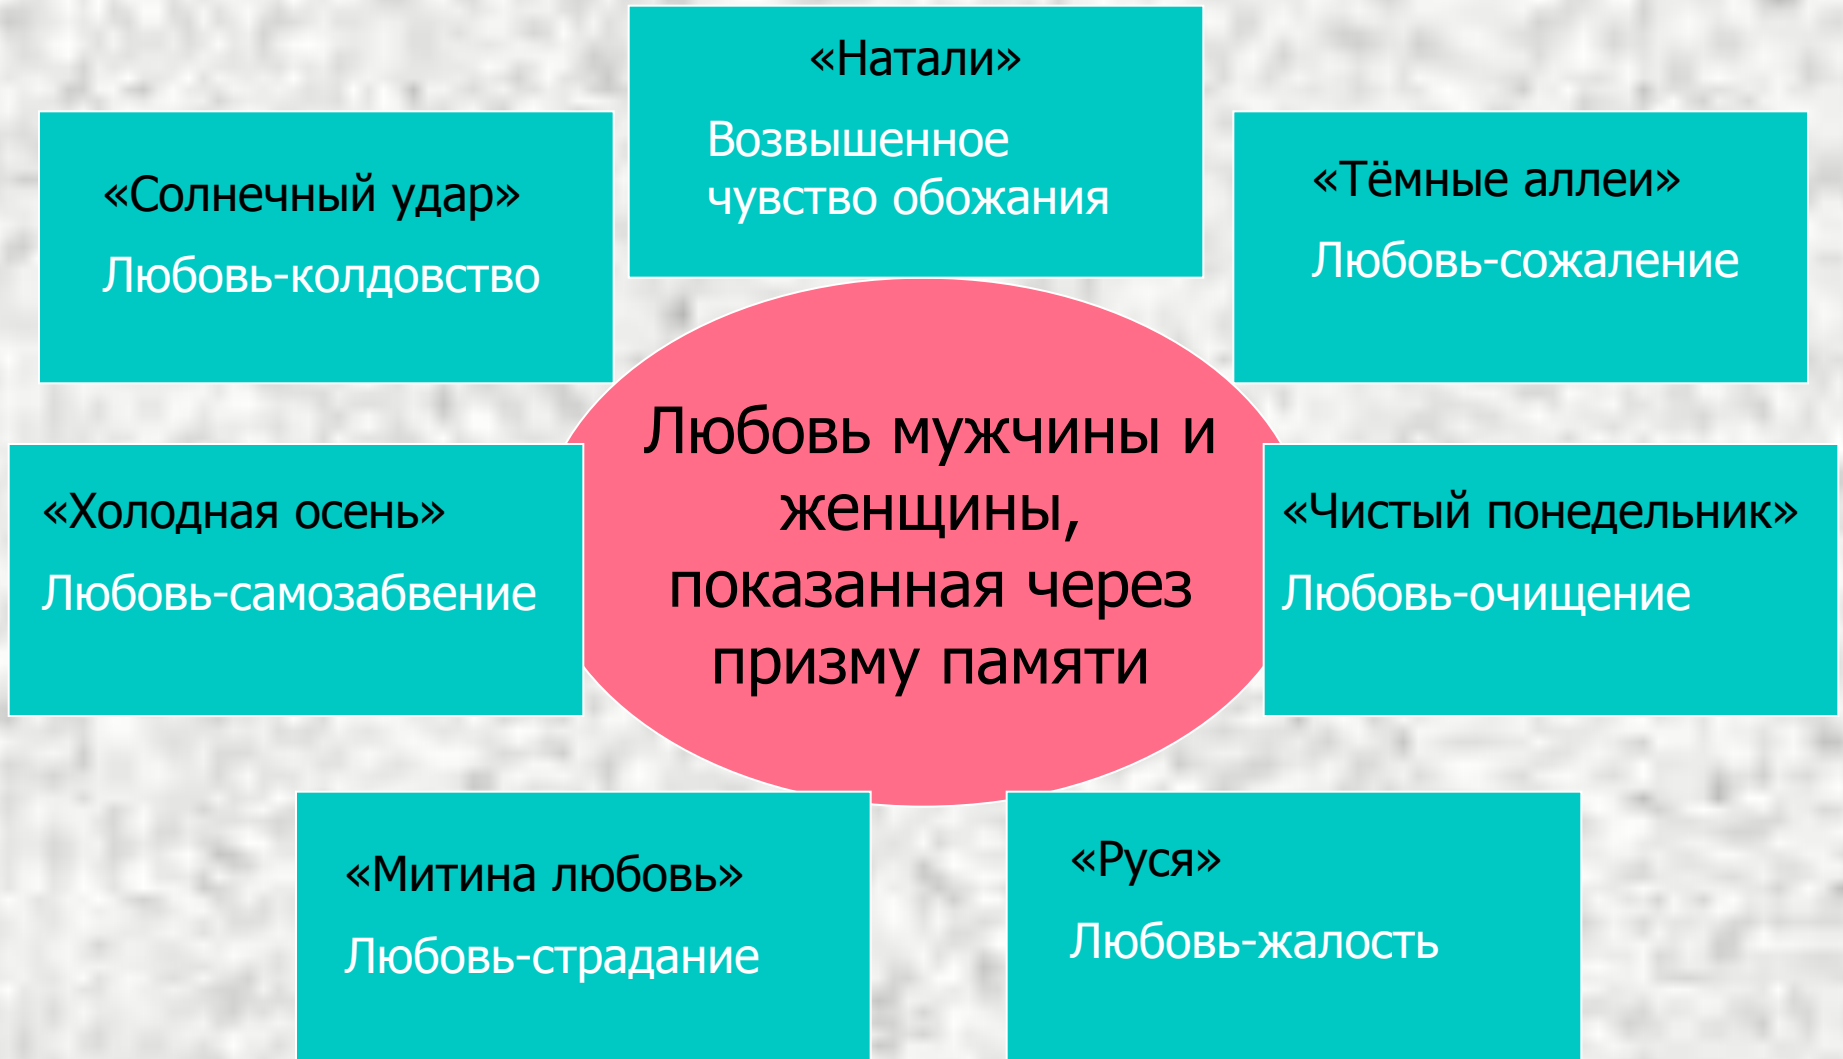 «Натали»
Возвышенное
чувство обожания
«Солнечный удар»
Любовь-колдовство
«Тёмные аллеи»
Любовь-сожаление
Любовь мужчины и
женщины,
показанная через
призму памяти
«Холодная осень»
Любовь-самозабвение
«Чистый понедельник»
Любовь-очищение
«Митина любовь»
Любовь-страдание
«Руся»
Любовь-жалость